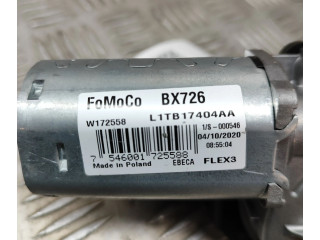 FoMoCo BX726
W172558 L1TB17404AA
1/S-000546
04/10/2020
08:55:04
7 546001 725588
Made in Poland EBECA FLEX3